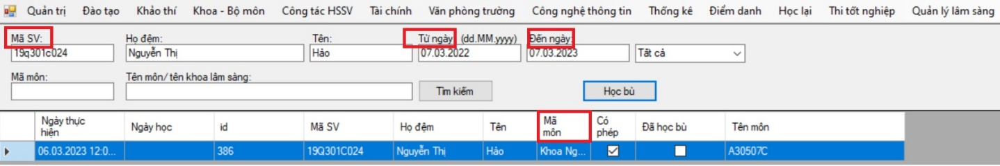 Quản trị Đào tạo Khảo thí Khoa - Bộ môn Công tác HSSV Tài chính Văn phòng trường Công nghệ thông tin Thống kê Điểm danh Học lại Thi tốt nghiệp Quản lý lâm sàng
Mã SV: Họ đệm: Tên: Từ ngày (dd.MM.yyyy) Đến ngày:
19q301c024 Nguyễn Thị Hảo 07.03.2022 07.03.2023 Tất cả
Mã môn: Tên môn/ tên khoa lâm sàng:
Tìm kiếm Học bù
Ngày thực hiện Ngày học id Mã SV Họ đệm Tên Mã môn Có phép Đã học bù Tên môn
06.03.2023 12:0... 386 19Q301C024 Nguyễn Thị Hảo Khoa Ng... A30507C